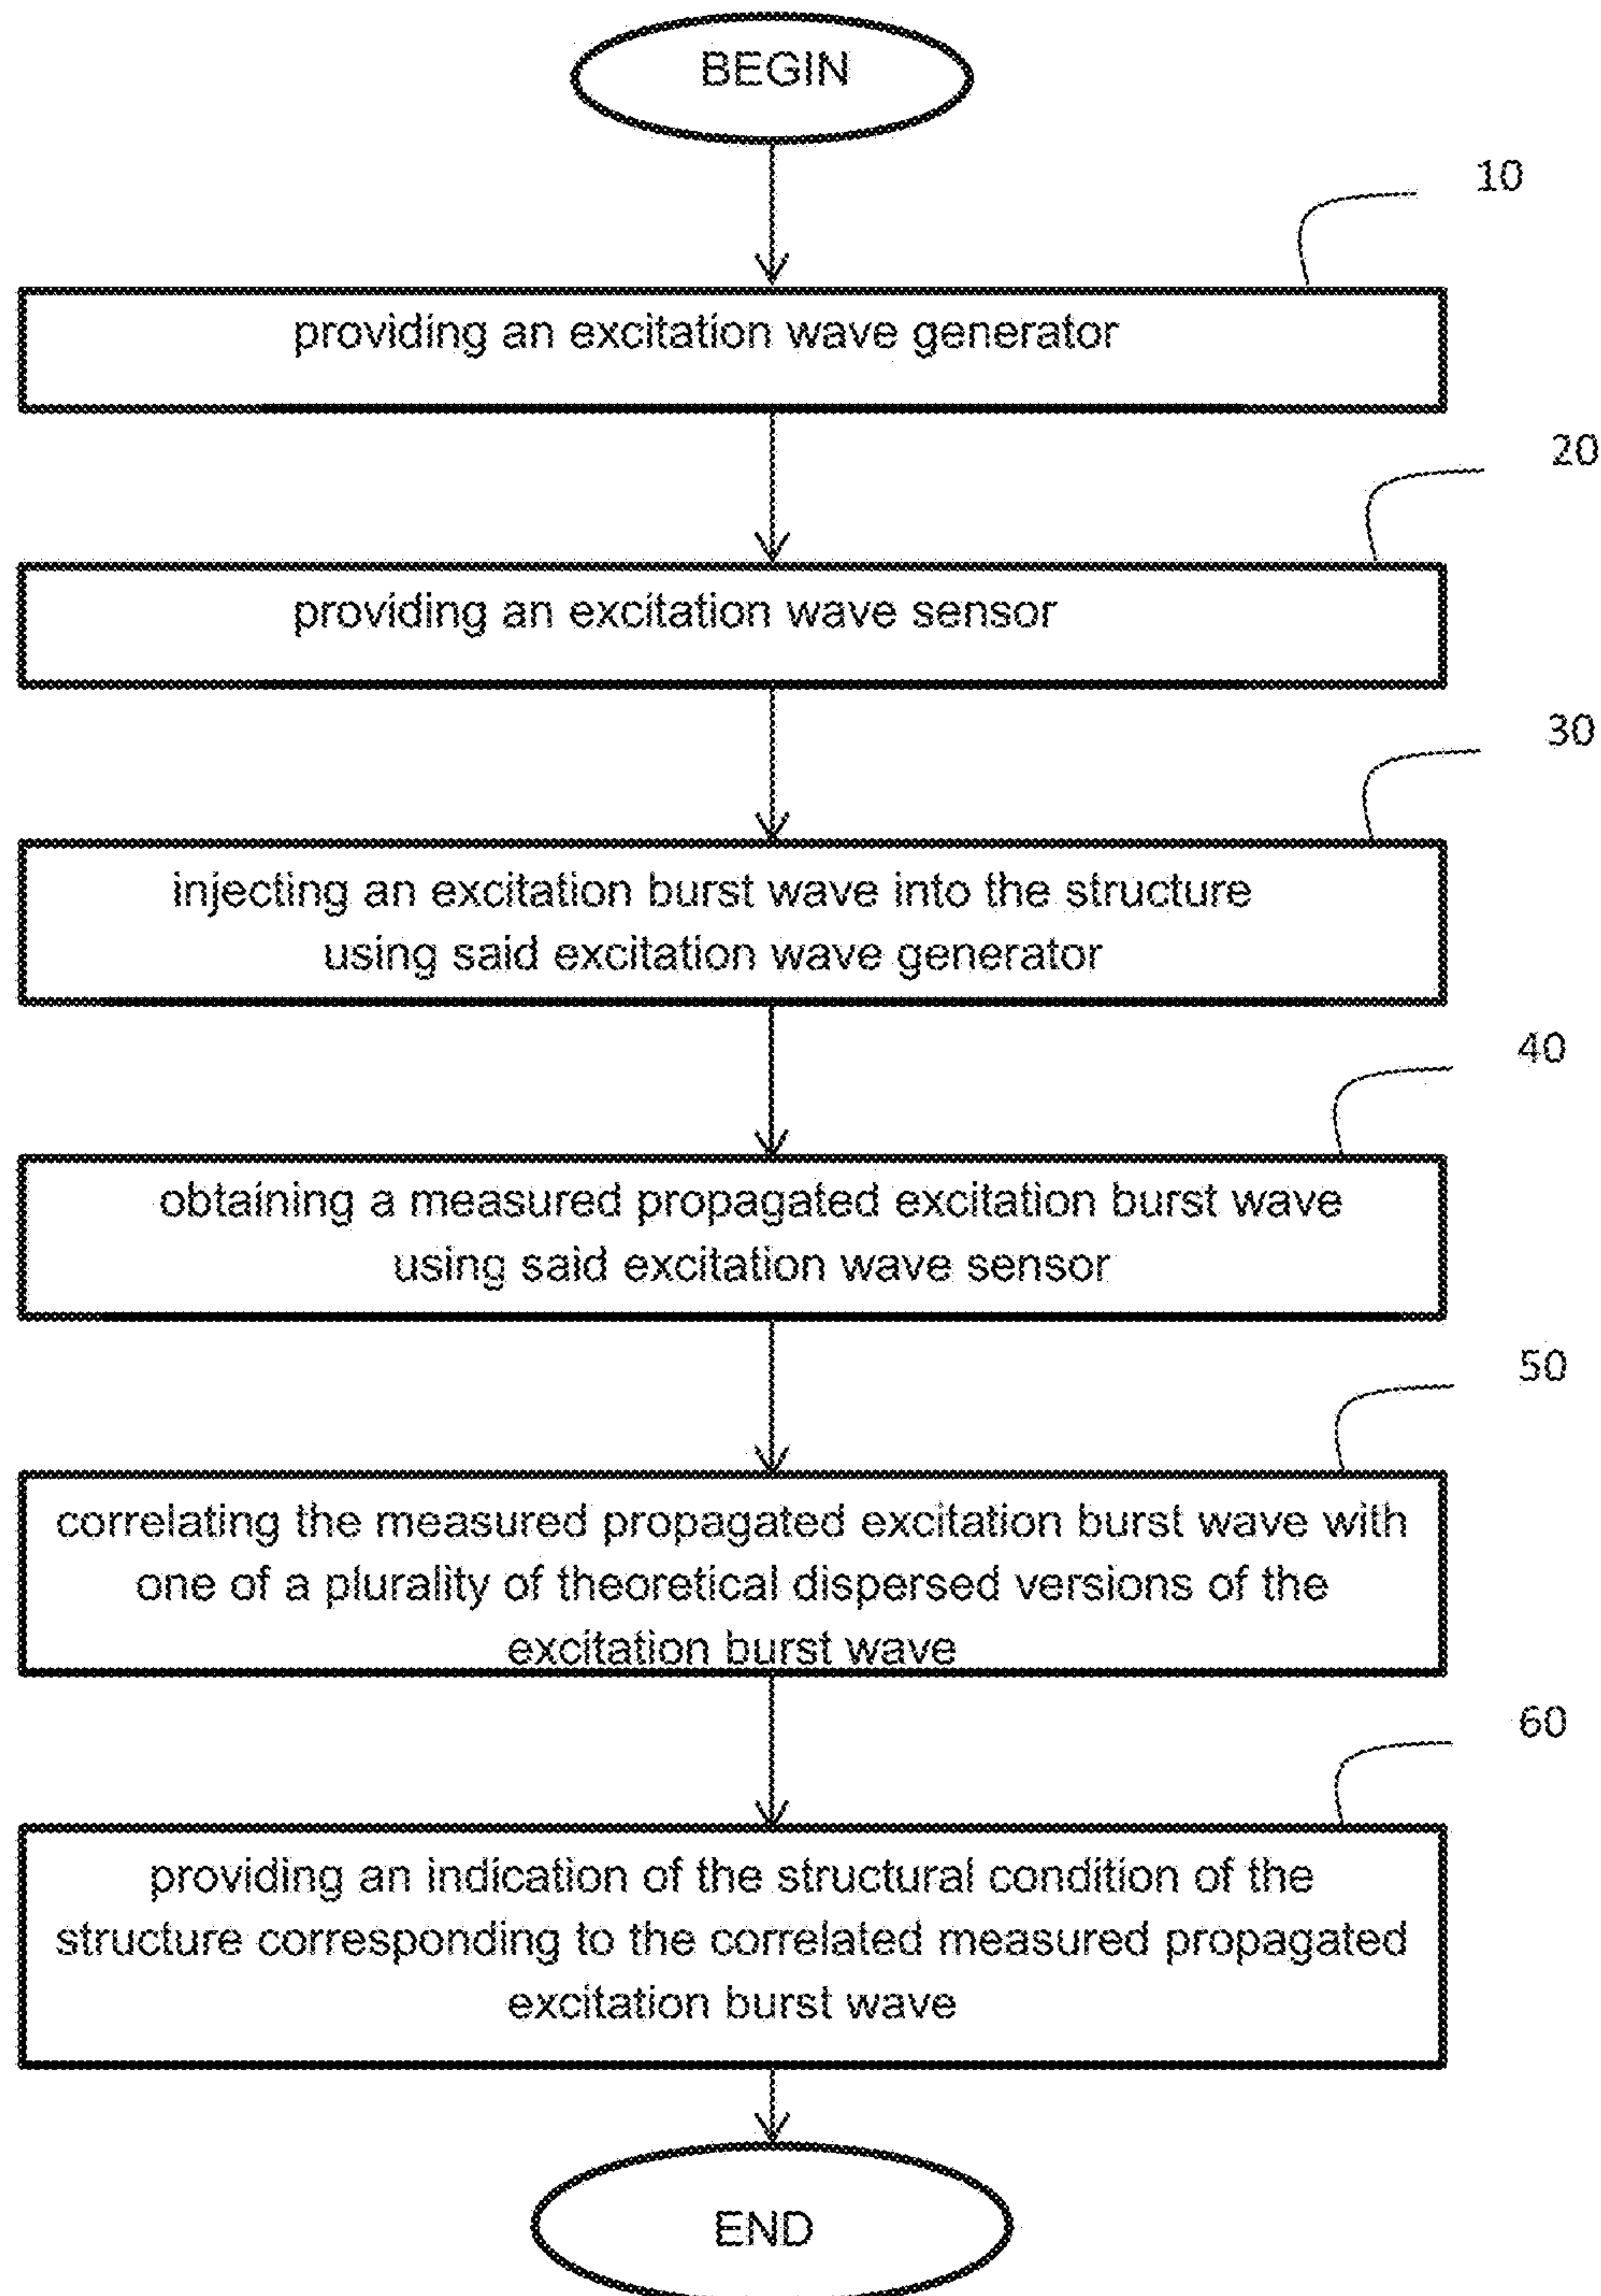 BEGIN
10
providing an excitation wave generator
20
providing an excitation wave sensor
30
injecting an excitation burst wave into the structure
using said excitation wave generator
40
obtaining a measured propagated excitation burst wave
using said excitation wave sensor
50
correlating the measured propagated excitation burst wave with
one of a plurality of theoretical dispersed versions of the
excitation burst wave
60
providing an indication of the structural condition of the
structure corresponding to the correlated measured propagated
excitation burst wave
END